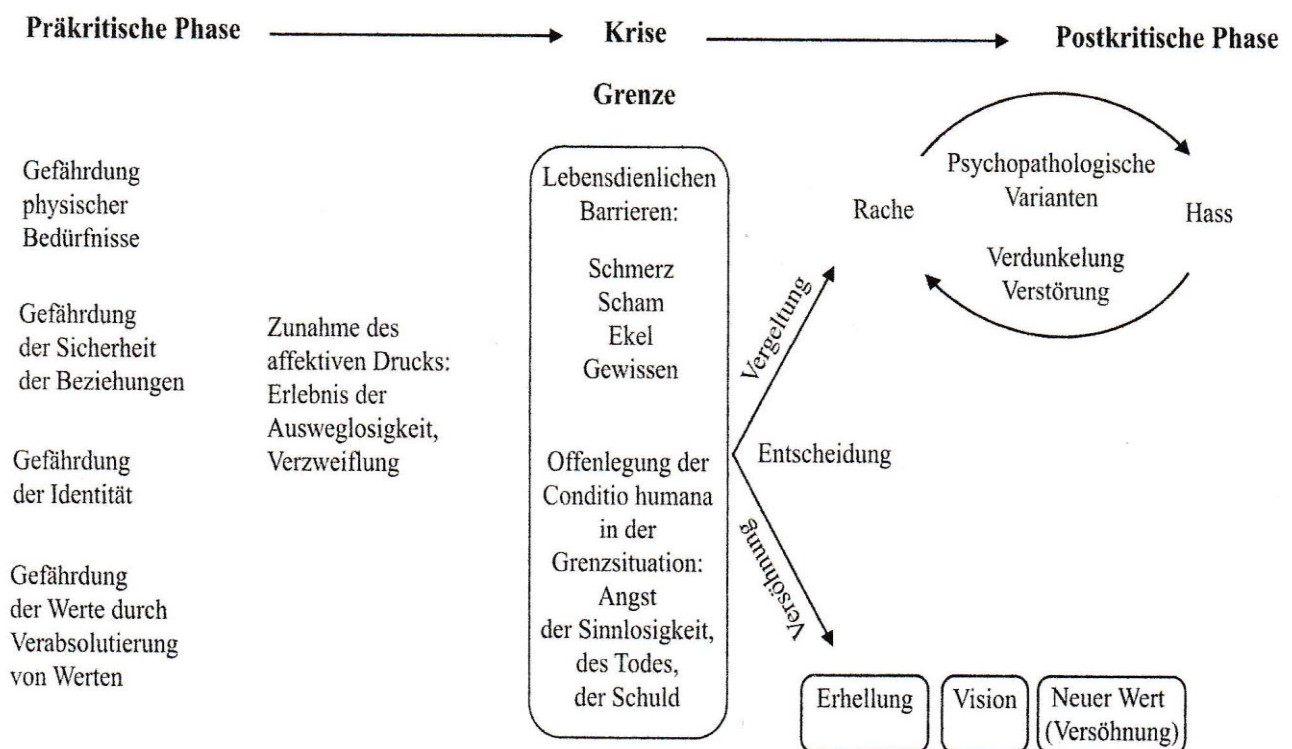 Präkritische Phase
Krise
Postkritische Phase
Grenze
Gefährdung
physischer
Bedürfnisse
Gefährdung
der Sicherheit
der Beziehungen
Gefährdung
der Identität
Gefährdung
der Werte durch
Verabsolutierung
von Werten
Zunahme des
affektiven Drucks:
Erlebnis der
Ausweglosigkeit,
Verzweiflung
Lebensdienlichen
Barrieren:
Schmerz
Scham
Ekel
Gewissen
Offenlegung der
Conditio humana
in der
Grenzsituation:
Angst
der Sinnlosigkeit,
des Todes,
der Schuld
Vergeltung
Entscheidung
Versöhnung
Rache
Psychopathologische
Varianten
Hass
Verdunkelung
Verstörung
Erhellung
Vision
Neuer Wert
(Versöhnung)